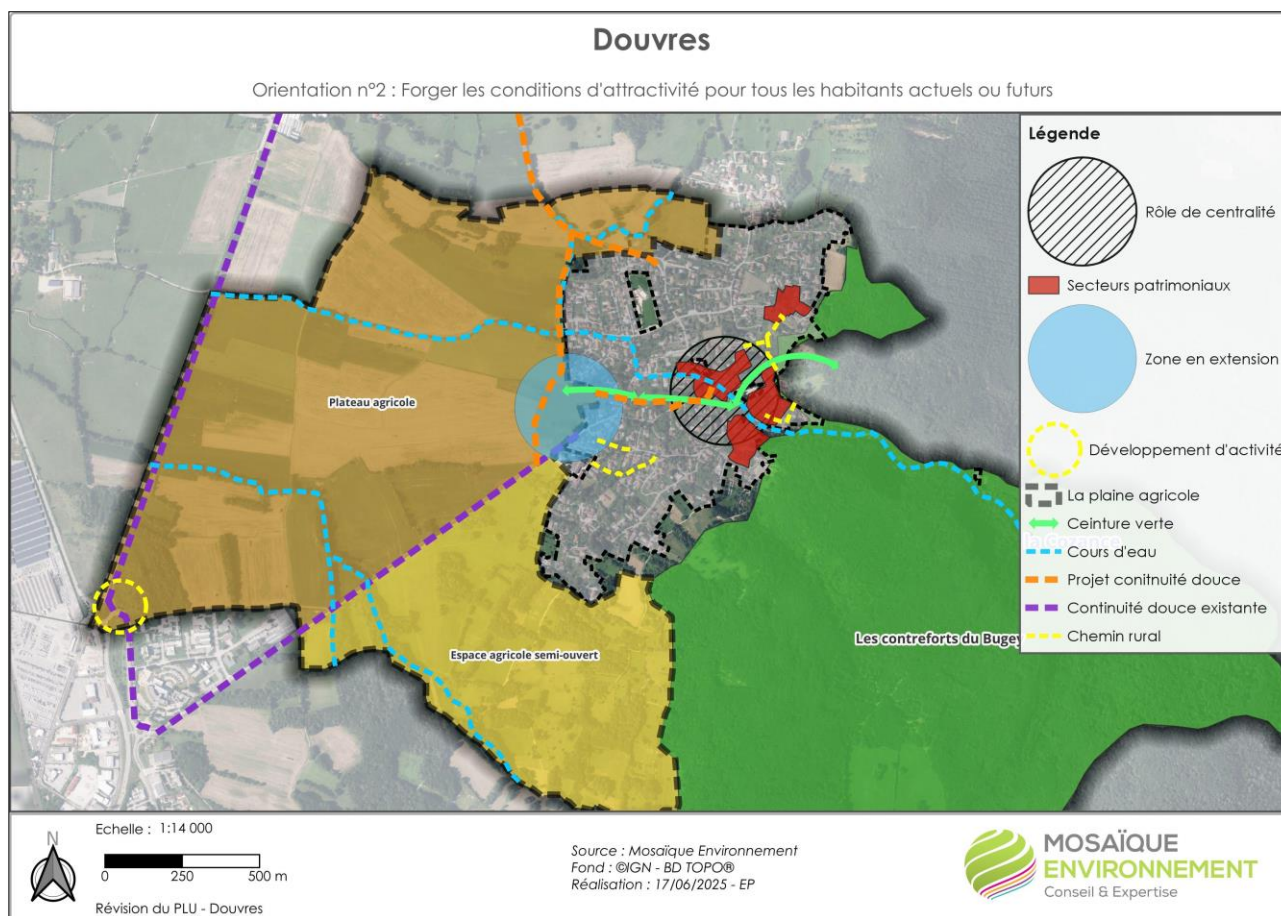 Douvres
Orientation n°2 : Forger les conditions d'attractivité pour tous les habitants actuels ou futurs
Légende
Rôle de centralité
Secteurs patrimoniaux
Zone en extension
Développement d'activité
La plaine agricole
Ceinture verte
Cours d'eau
Projet conitnuité douce
Continuité douce existante
Chemin rural
Plateau agricole
Espace agricole semi-ouvert
Les contreforts du Bugey
N
Echelle : 1:14 000
0 250 500 m
Révision du PLU - Douvres
Source : Mosaïque Environnement
Fond : ©IGN - BD TOPO®
Réalisation : 17/06/2025 - EP
MOSAÏQUE
ENVIRONNEMENT
Conseil & Expertise